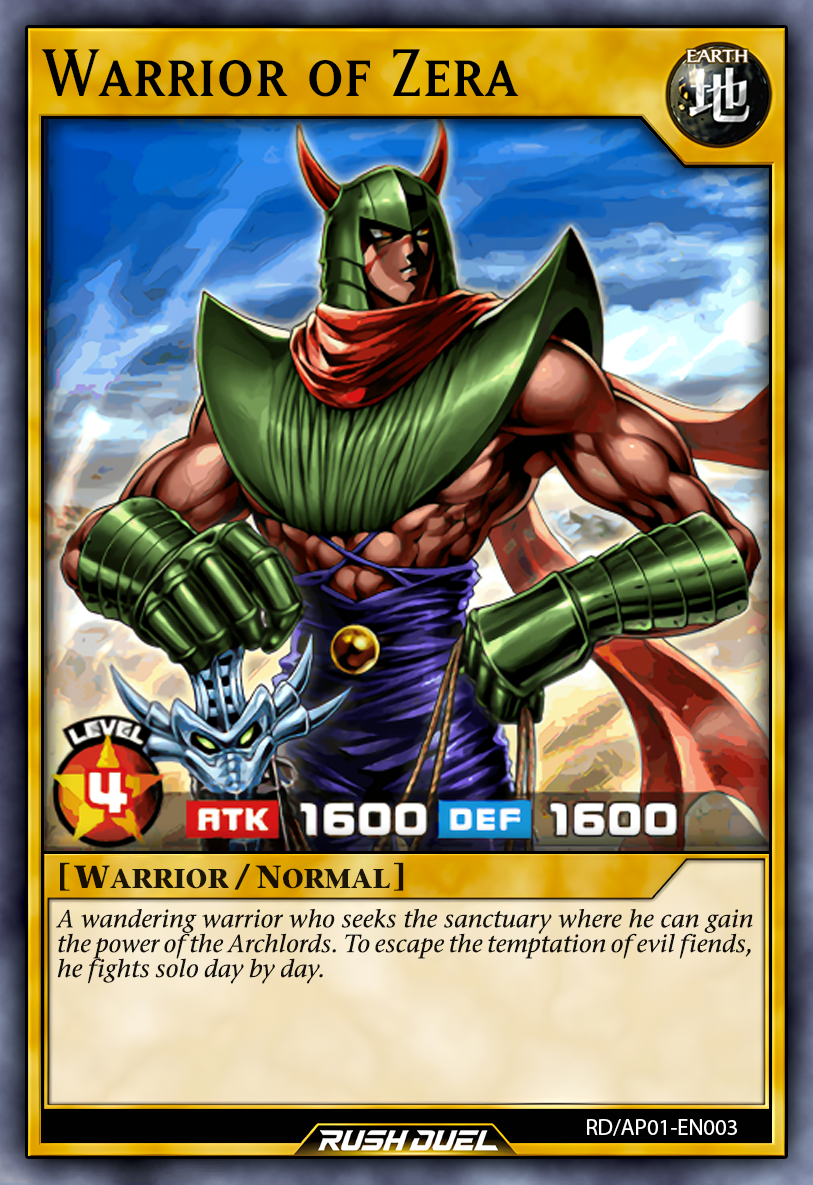 Warrior of Zera
EARTH
地
LEVEL
4
ATK 1600 DEF 1600
[Warrior / Normal]
A wandering warrior who seeks the sanctuary where he can gain
the power of the Archlords. To escape the temptation of evil fiends,
he fights solo day by day.
RD/AP01-EN003
RUSH DUEL